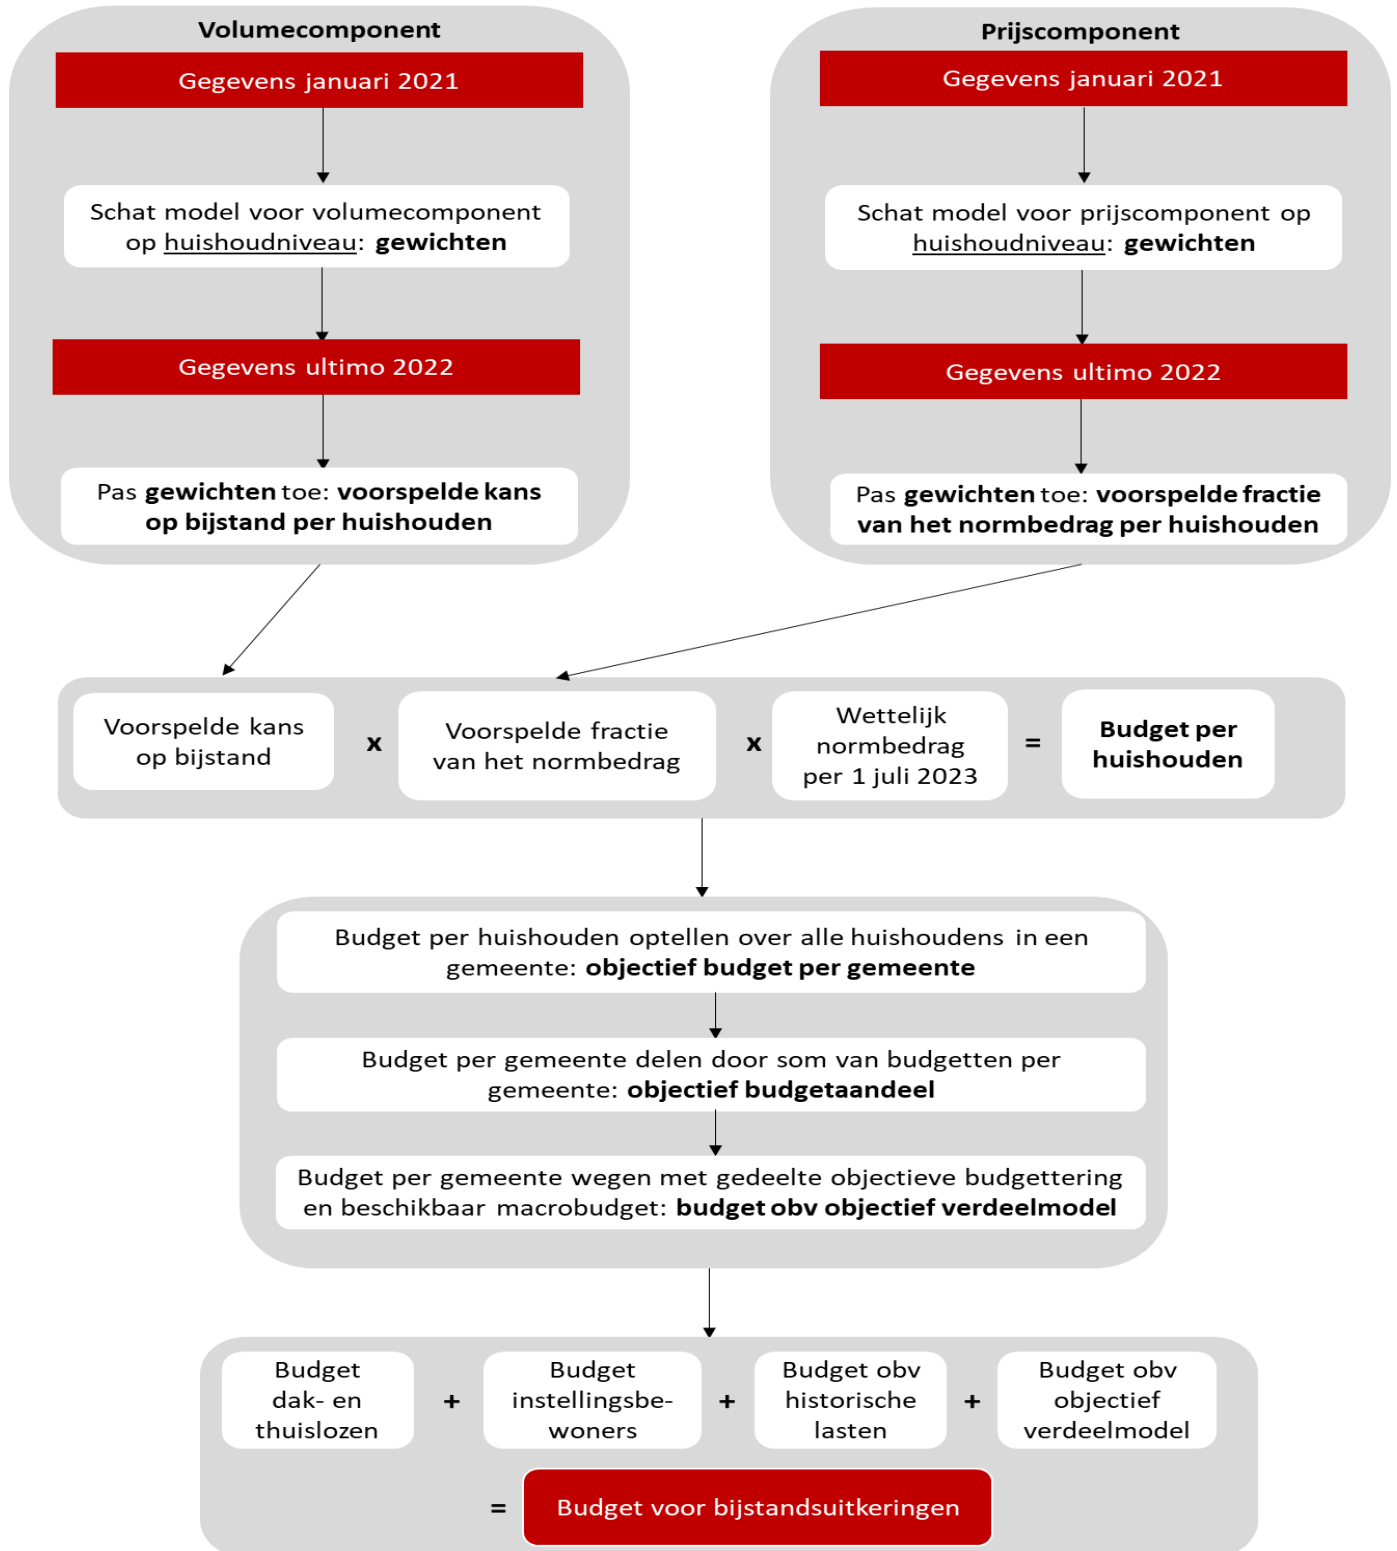 Volumecomponent
Gegevens januari 2021
Schat model voor volumecomponent
op huishoudniveau: gewichten
Gegevens ultimo 2022
Pas gewichten toe: voorspelde kans
op bijstand per huishouden
Prijscomponent
Gegevens januari 2021
Schat model voor prijscomponent op
huishoudniveau: gewichten
Gegevens ultimo 2022
Pas gewichten toe: voorspelde fractie
van het normbedrag per huishouden
Voorspelde kans
op bijstand
x
Voorspelde fractie
van het normbedrag
x
Wettelijk
normbedrag
per 1 juli 2023
=
Budget per
huishouden
Budget per huishouden optellen over alle huishoudens in een
gemeente: objectief budget per gemeente
Budget per gemeente delen door som van budgetten per
gemeente: objectief budgetaandeel
Budget per gemeente wegen met gedeelte objectieve budgettering
en beschikbaar macrobudget: budget obv objectief verdeelmodel
Budget
dak- en
thuislozen
+
Budget
instellingsbe-
woners
+
Budget obv
historische
lasten
+
Budget obv
objectief
verdeelmodel
=
Budget voor bijstandsuitkeringen